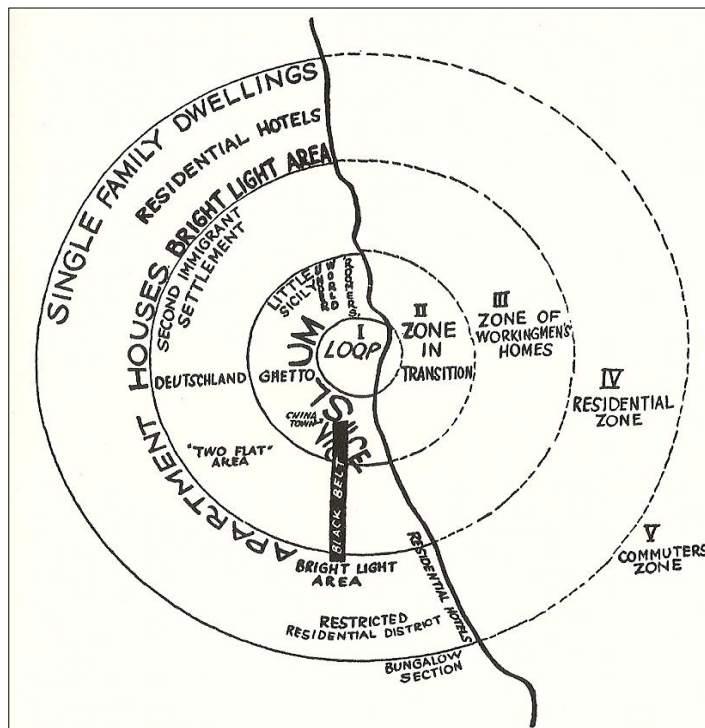 SINGLE FAMILY DWELLINGS
RESIDENTIAL HOTELS
BRIGHT LIGHT AREA
SECOND IMMIGRANT
SETTLEMENT
LITTLE
SICILY
UNDER
WORLD
ROOMERS
I
LOOP
II
ZONE
IN
TRANSITION
III
ZONE OF
WORKINGMEN'S
HOMES
IV
RESIDENTIAL
ZONE
V
COMMUTERS
ZONE
DEUTSCHLAND
GHETTO
SLUM
CHINA
TOWN
VICE
"TWO FLAT"
AREA
APARTMENT HOUSES
BLACK BELT
BRIGHT LIGHT
AREA
RESIDENTIAL HOTELS
RESTRICTED
RESIDENTIAL DISTRICT
BUNGALOW
SECTION